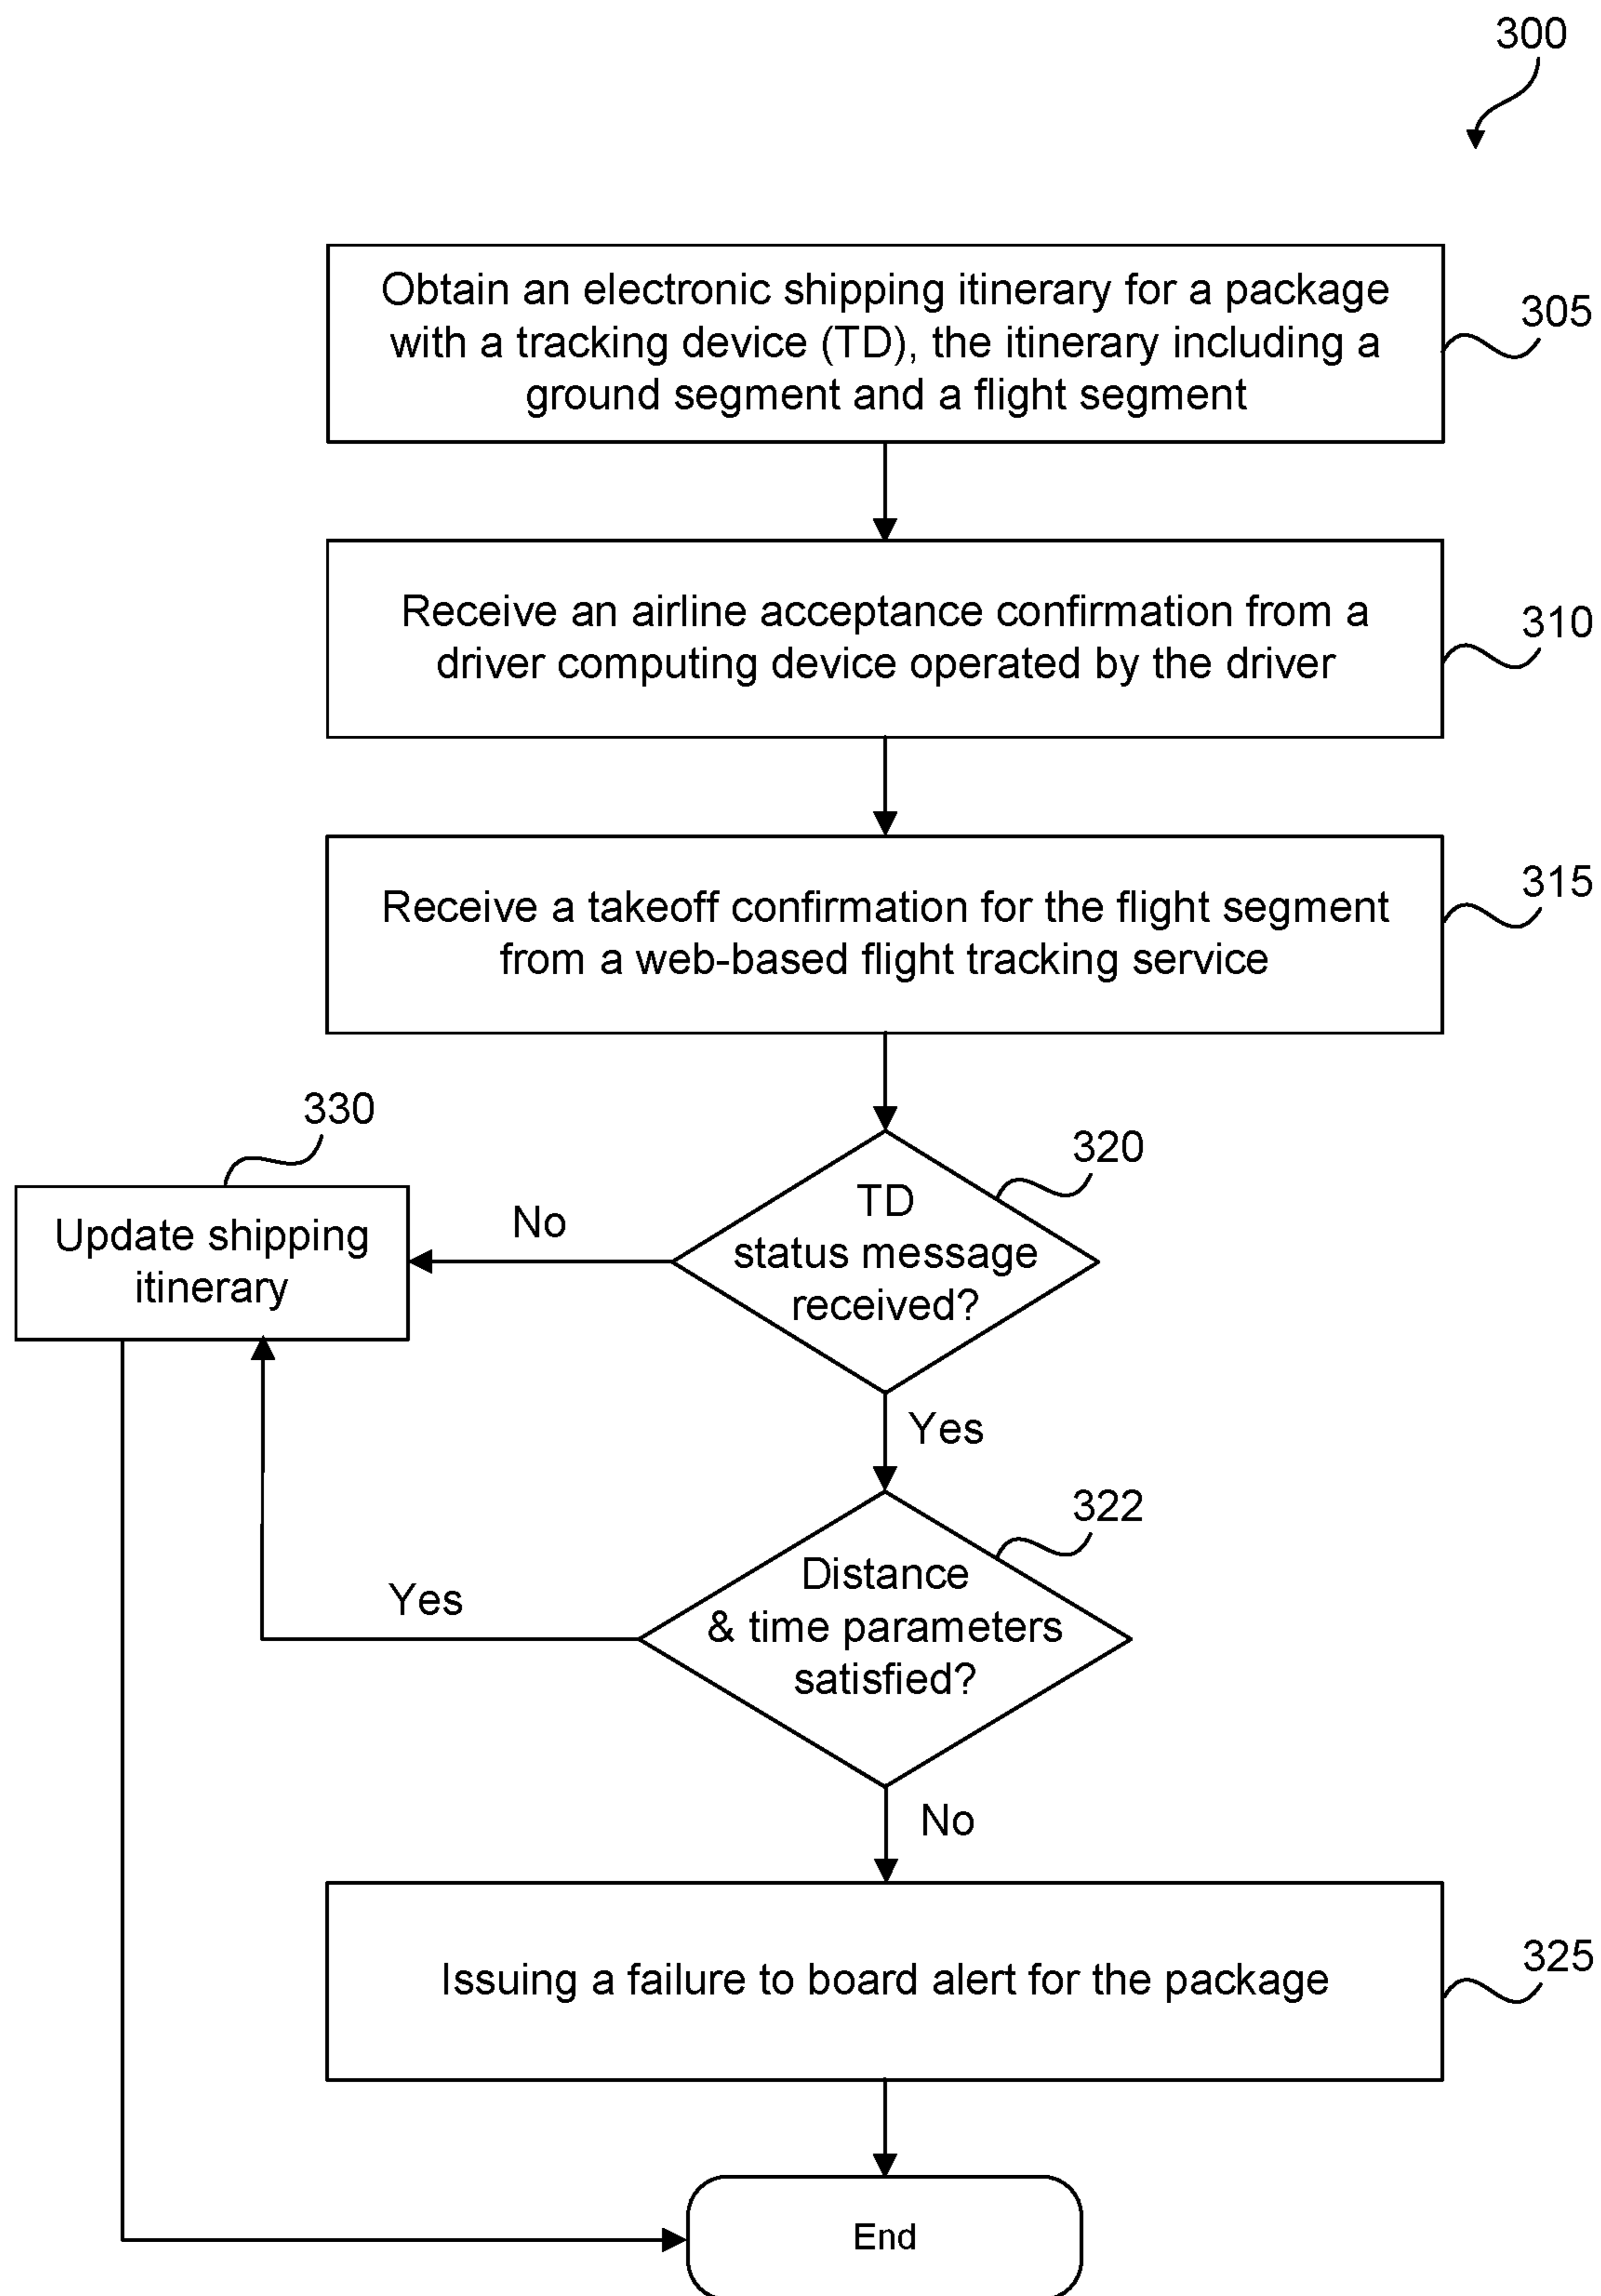 300
Obtain an electronic shipping itinerary for a package
with a tracking device (TD), the itinerary including a
ground segment and a flight segment
305
Receive an airline acceptance confirmation from a
driver computing device operated by the driver
310
Receive a takeoff confirmation for the flight segment
from a web-based flight tracking service
315
330
Update shipping
itinerary
No
320
TD
status message
received?
Yes
322
Distance
& time parameters
satisfied?
Yes
No
Issuing a failure to board alert for the package
325
End